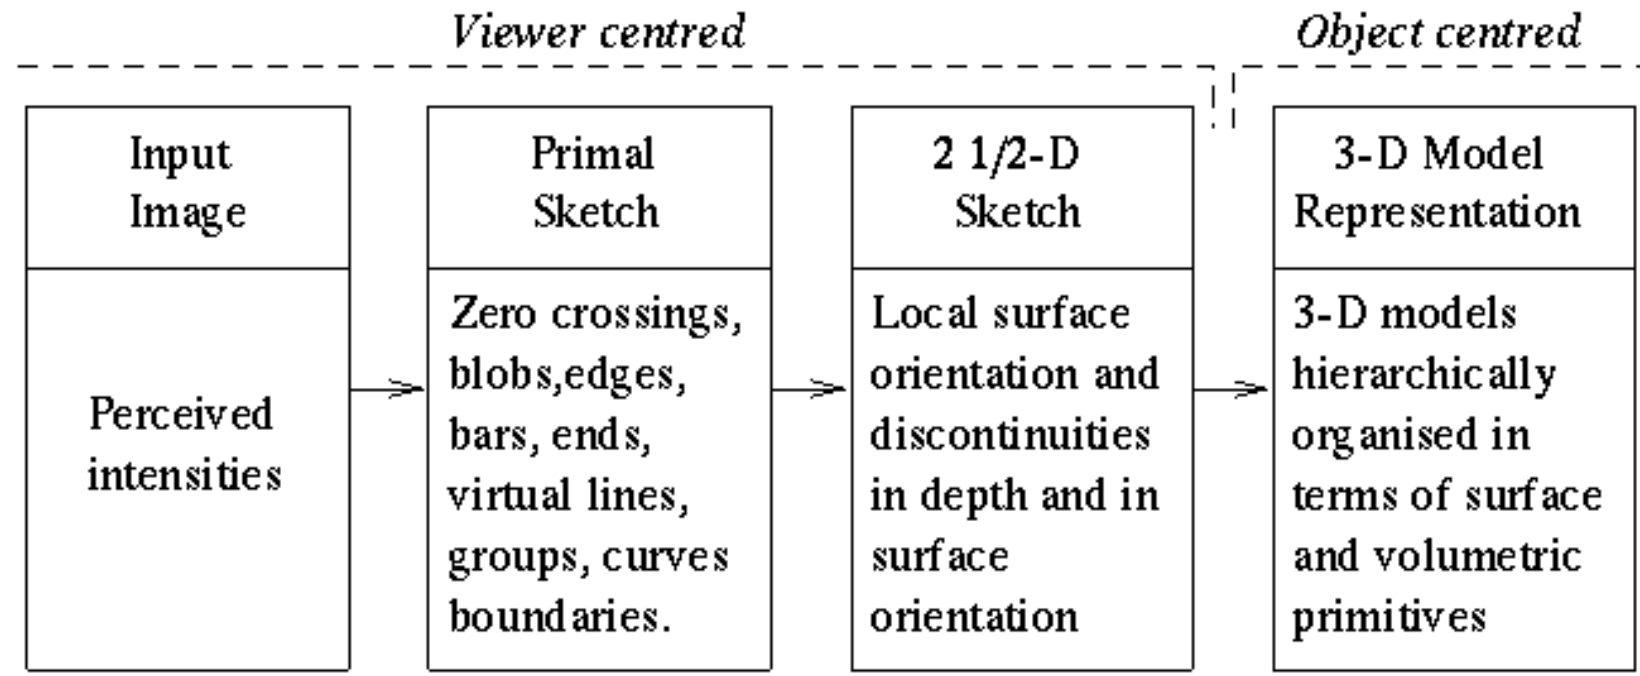 Viewer centred
Object centred
Input
Image
Perceived
intensities
Primal
Sketch
Zero crossings,
blobs,edges,
bars, ends,
virtual lines,
groups, curves
boundaries.
2 1/2-D
Sketch
Local surface
orientation and
discontinuities
in depth and in
surface
orientation
3-D Model
Representation
3-D models
hierarchically
organised in
terms of surface
and volumetric
primitives